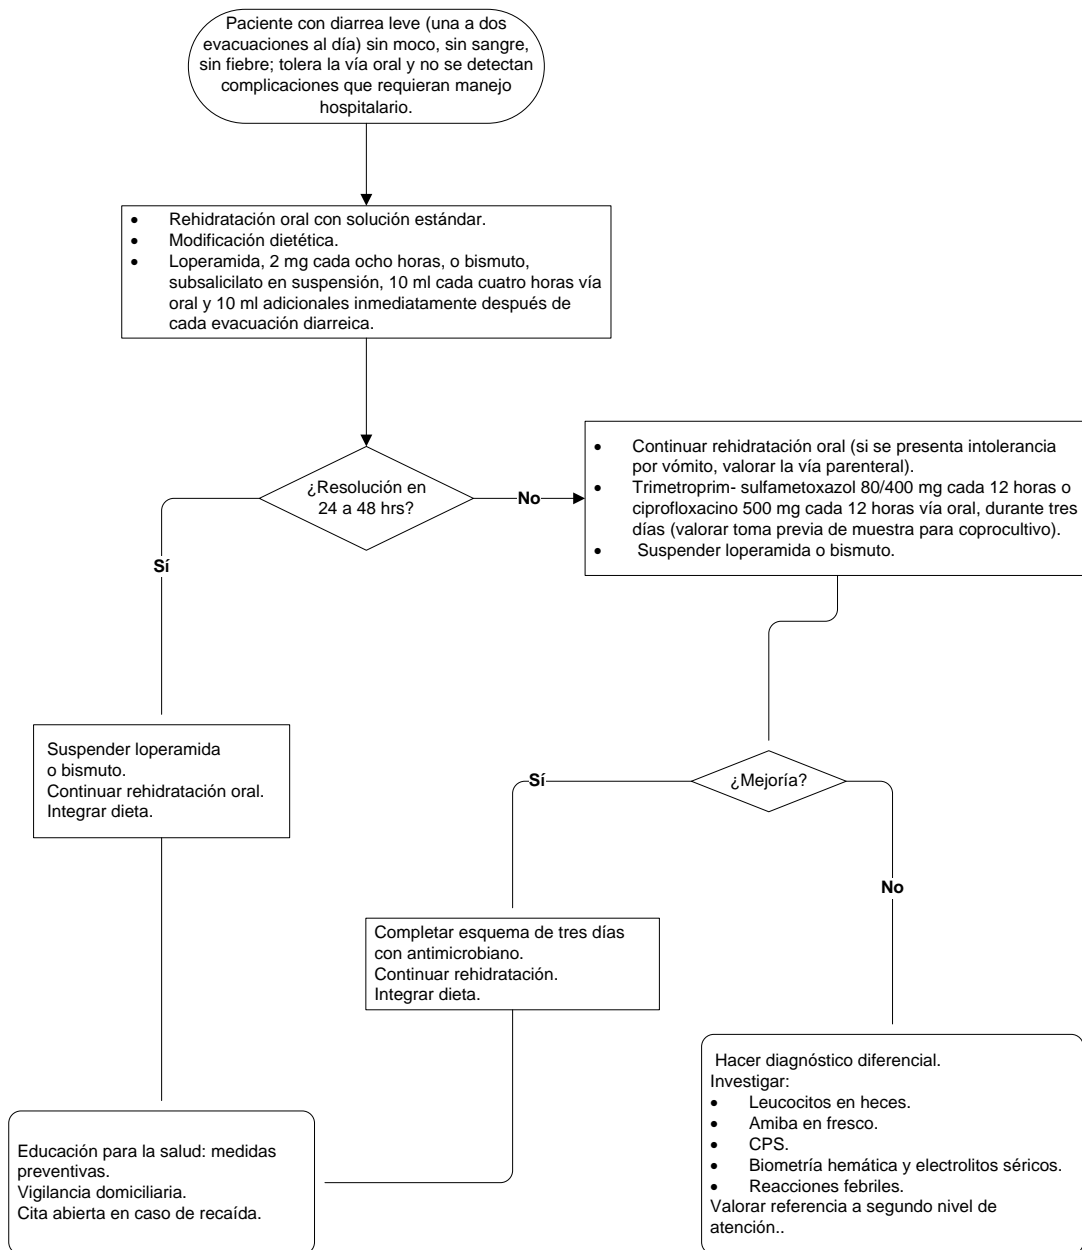 Paciente con diarrea leve (una a dos
evacuaciones al día) sin moco, sin sangre,
sin fiebre; tolera la vía oral y no se detectan
complicaciones que requieran manejo
hospitalario.
• Rehidratación oral con solución estándar.
• Modificación dietética.
• Loperamida, 2 mg cada ocho horas, o bismuto,
subsalicilato en suspensión, 10 ml cada cuatro horas vía
oral y 10 ml adicionales inmediatamente después de
cada evacuación diarreica.
¿Resolución en
24 a 48 hrs?
No
• Continuar rehidratación oral (si se presenta intolerancia
por vómito, valorar la vía parenteral).
• Trimetroprim- sulfametoxazol 80/400 mg cada 12 horas o
ciprofloxacino 500 mg cada 12 horas vía oral, durante tres
días (valorar toma previa de muestra para coprocultivo).
• Suspender loperamida o bismuto.
Sí
Suspender loperamida
o bismuto.
Continuar rehidratación oral.
Integrar dieta.
¿Mejoría?
Sí
No
Completar esquema de tres días
con antimicrobiano.
Continuar rehidratación.
Integrar dieta.
Hacer diagnóstico diferencial.
Investigar:
• Leucocitos en heces.
• Amiba en fresco.
• CPS.
• Biometría hemática y electrolitos séricos.
• Reacciones febriles.
Valorar referencia a segundo nivel de
atención..
Educación para la salud: medidas
preventivas.
Vigilancia domiciliaria.
Cita abierta en caso de recaída.